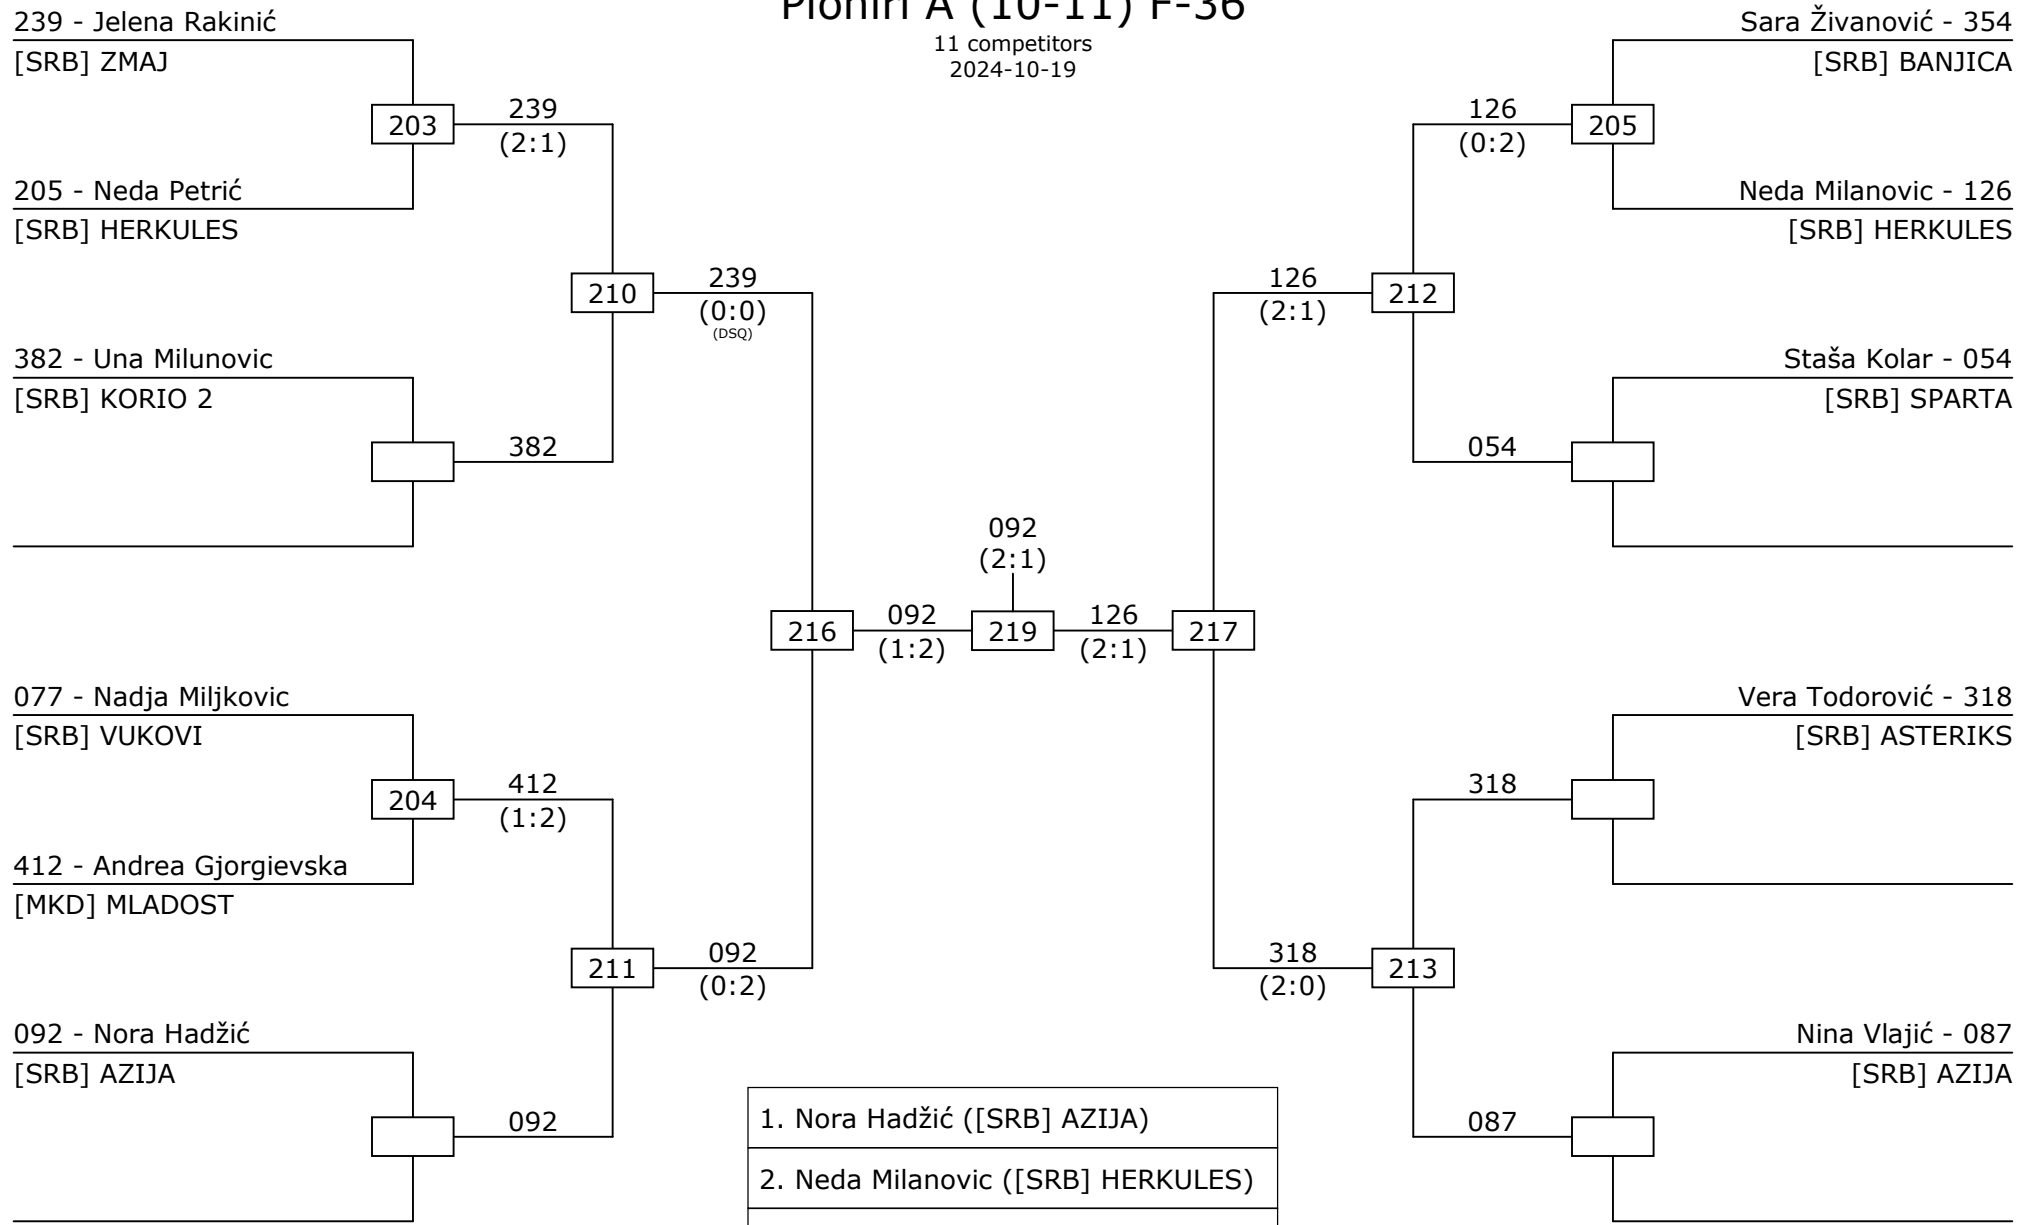 Pioniri A (10-11) F-36
11 competitors
2024-10-19
239 - Jelena Rakinić
[SRB] ZMAJ
203
239
(2:1)
205 - Neda Petrić
[SRB] HERKULES
210
239
(0:0)
(DSQ)
382 - Una Milunovic
[SRB] KORIO 2
382
216
092
(1:2)
077 - Nadja Miljkovic
[SRB] VUKOVI
204
412
(1:2)
412 - Andrea Gjorgievska
[MKD] MLADOST
211
092
(0:2)
092 - Nora Hadžić
[SRB] AZIJA
092
092
(2:1)
219
Sara Živanović - 354
[SRB] BANJICA
126
(0:2)
205
Neda Milanovic - 126
[SRB] HERKULES
126
(2:1)
212
Staša Kolar - 054
[SRB] SPARTA
054
126
(2:1)
217
Vera Todorović - 318
[SRB] ASTERIKS
318
318
(2:0)
213
Nina Vlajić - 087
[SRB] AZIJA
087
1. Nora Hadžić ([SRB] AZIJA)
2. Neda Milanovic ([SRB] HERKULES)